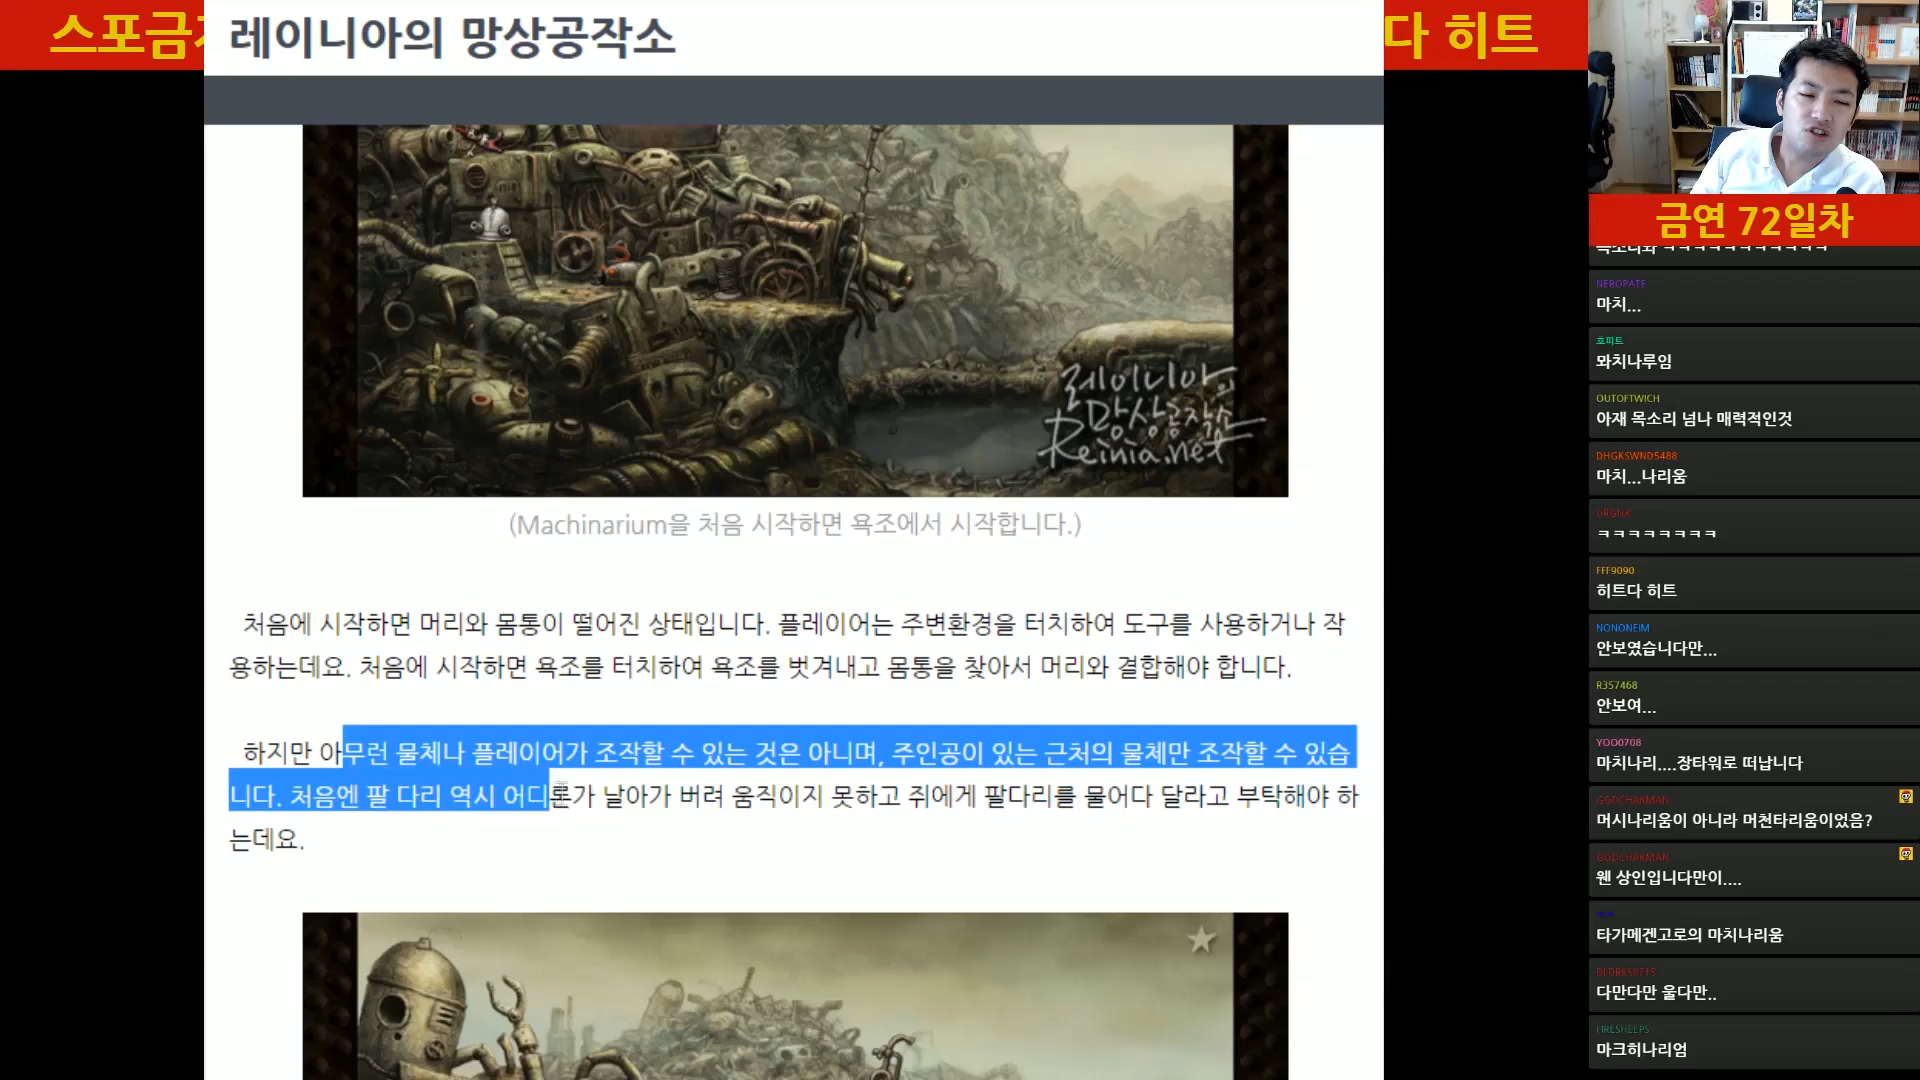 스포금
레이니아의 망상공작소
다 히트
레이니아의
망상공작소
Reinia.net
(Machinarium을 처음 시작하면 욕조에서 시작합니다.)
처음에 시작하면 머리와 몸통이 떨어진 상태입니다. 플레이어는 주변환경을 터치하여 도구를 사용하거나 작
용하는데요. 처음에 시작하면 욕조를 터치하여 욕조를 벗겨내고 몸통을 찾아서 머리와 결합해야 합니다.
하지만 아무런 물체나 플레이어가 조작할 수 있는 것은 아니며, 주인공이 있는 근처의 물체만 조작할 수 있습
니다. 처음엔 팔 다리 역시 어디론가 날아가 버려 움직이지 못하고 쥐에게 팔다리를 물어다 달라고 부탁해야 하
는데요.
금연 72일차
NEROPATE
마치...
호피트
뫄치나루임
OUTOFTWICH
아재 목소리 넘나 매력적인것
DHGKSWND5488
마치...나리움
DRGNX
ㅋㅋㅋㅋㅋㅋㅋㅋ
FFF9090
히트다 히트
NONONEIM
안보였습니다만...
R357468
안보여...
YOO0708
마치나리....장타워로 떠납니다
GODCHAKMAN
머시나리움이 아니라 머천타리움이었음?
GODCHAKMAN
웬 상인입니다만이....
타가메겐고로의 마치나리움
DLDRKS0715
다만다만 울다만..
FIRESHEEPS
마크히나리엄